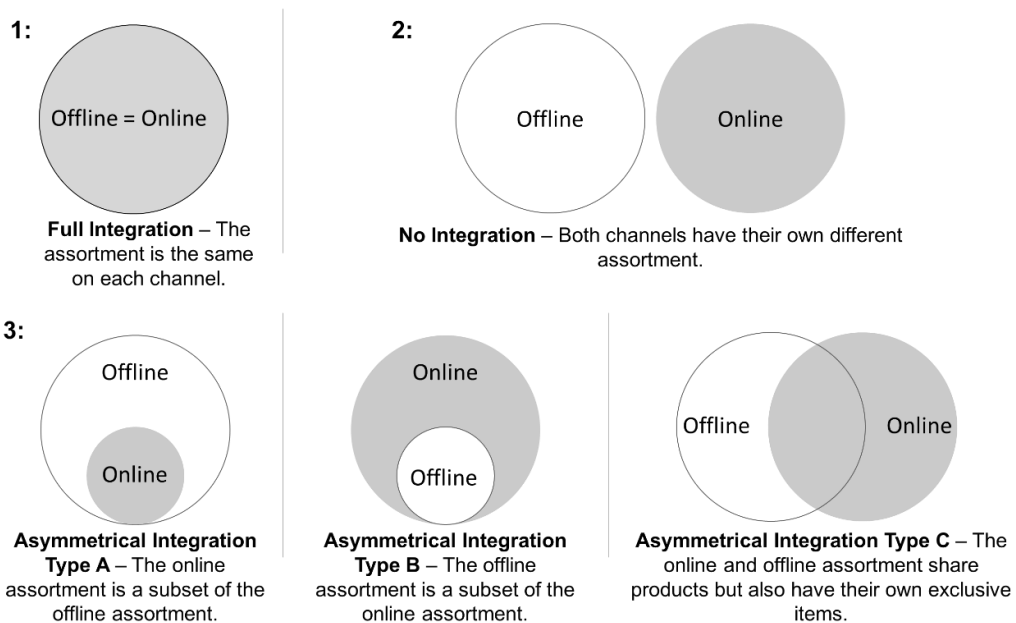 1:
Offline = Online
Full Integration – The
assortment is the same
on each channel.
2:
Offline
Online
No Integration – Both channels have their own different
assortment.
3:
Offline
Online
Asymmetrical Integration
Type A – The online
assortment is a subset of the
offline assortment.
Online
Offline
Asymmetrical Integration
Type B – The offline
assortment is a subset of the
online assortment.
Offline
Online
Asymmetrical Integration Type C – The
online and offline assortment share
products but also have their own exclusive
items.